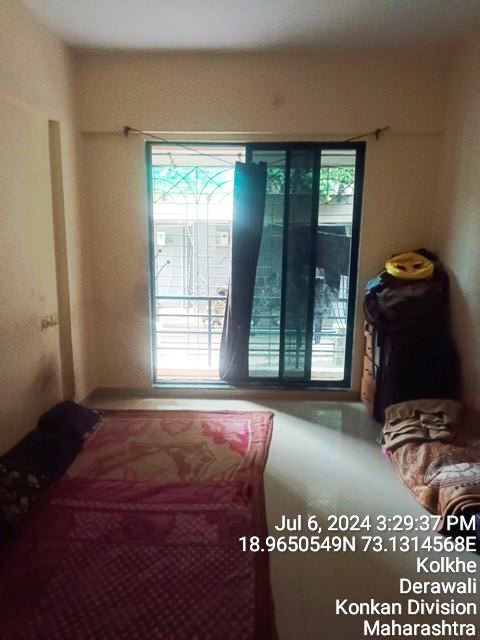 Jul 6, 2024 3:29:37 PM
18.9650549N 73.1314568E
Kolkhe
Derawali
Konkan Division
Maharashtra